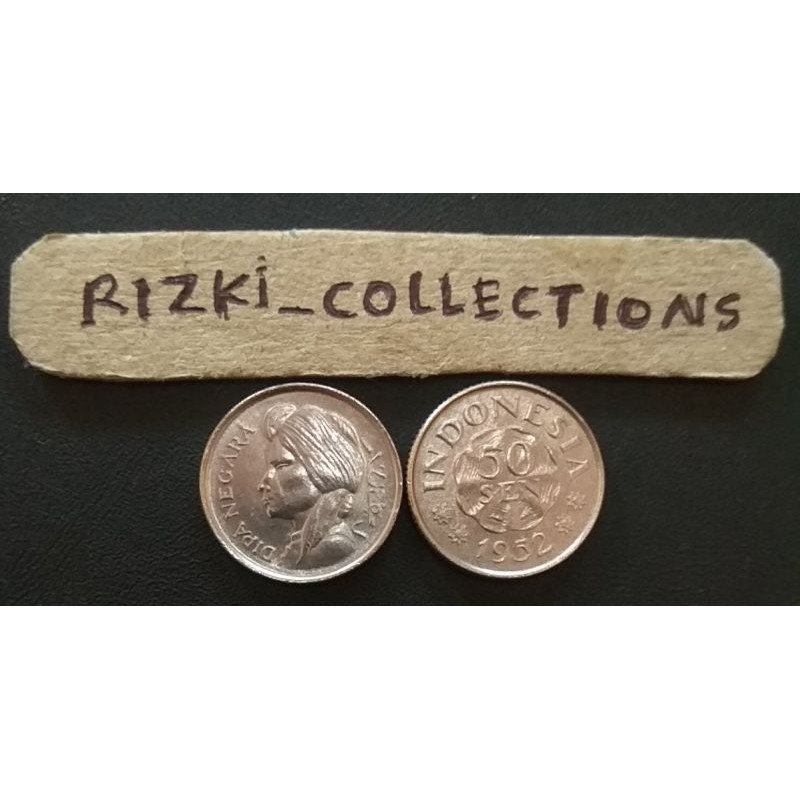 RIZKi_COLLECTIONS
DIPA NEGARA
INDONESIA
50
SEN
1952